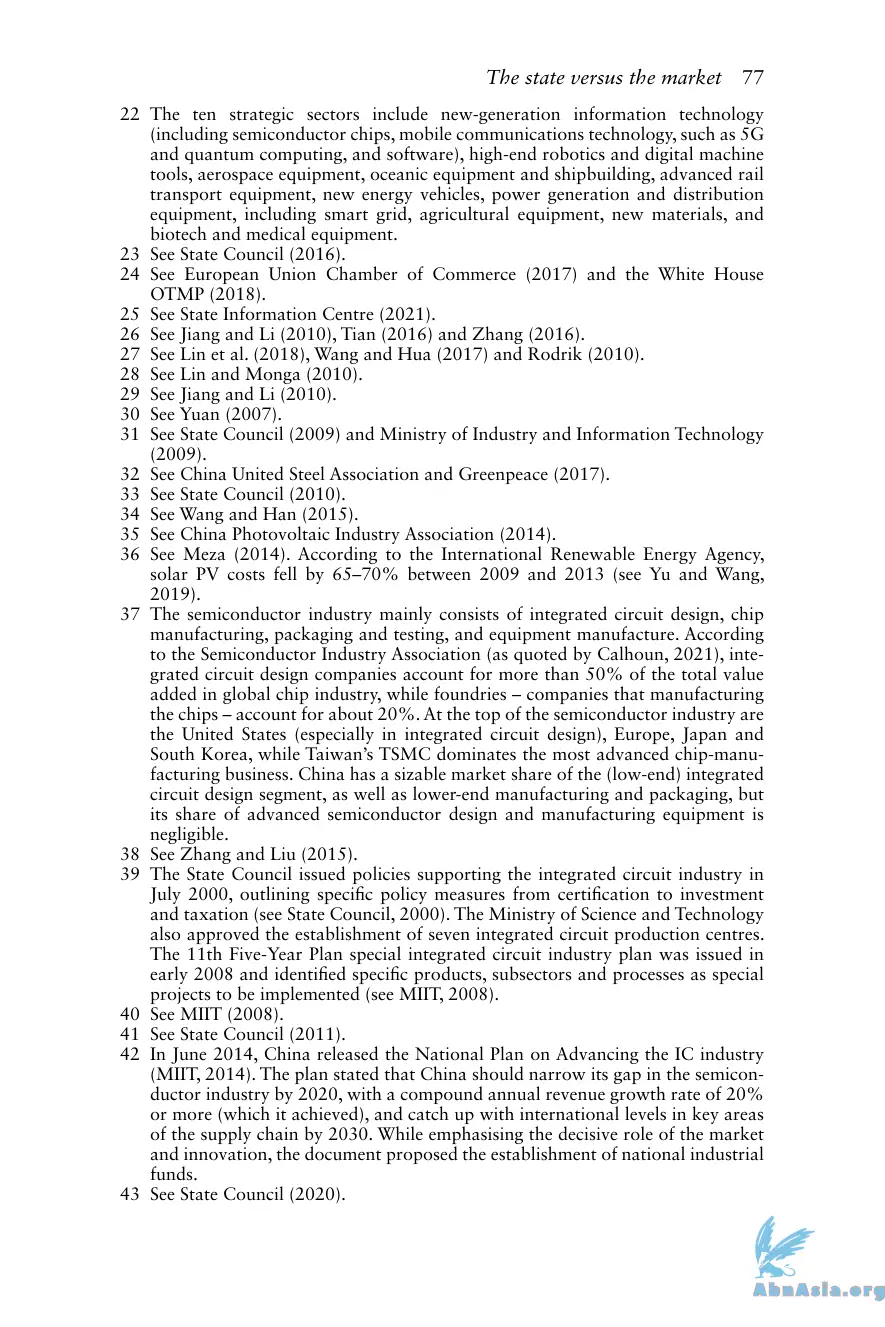 The state versus the market 77
22 The ten strategic sectors include new-generation information technology
(including semiconductor chips, mobile communications technology, such as 5G
and quantum computing, and software), high-end robotics and digital machine
tools, aerospace equipment, oceanic equipment and shipbuilding, advanced rail
transport equipment, new energy vehicles, power generation and distribution
equipment, including smart grid, agricultural equipment, new materials, and
biotech and medical equipment.
23 See State Council (2016).
24 See European Union Chamber of Commerce (2017) and the White House
OTMP (2018).
25 See State Information Centre (2021).
26 See Jiang and Li (2010), Tian (2016) and Zhang (2016).
27 See Lin et al. (2018), Wang and Hua (2017) and Rodrik (2010).
28 See Lin and Monga (2010).
29 See Jiang and Li (2010).
30 See Yuan (2007).
31 See State Council (2009) and Ministry of Industry and Information Technology
(2009).
32 See China United Steel Association and Greenpeace (2017).
33 See State Council (2010).
34 See Wang and Han (2015).
35 See China Photovoltaic Industry Association (2014).
36 See Meza (2014). According to the International Renewable Energy Agency,
solar PV costs fell by 65–70% between 2009 and 2013 (see Yu and Wang,
2019).
37 The semiconductor industry mainly consists of integrated circuit design, chip
manufacturing, packaging and testing, and equipment manufacture. According
to the Semiconductor Industry Association (as quoted by Calhoun, 2021), inte-
grated circuit design companies account for more than 50% of the total value
added in global chip industry, while foundries – companies that manufacturing
the chips – account for about 20%. At the top of the semiconductor industry are
the United States (especially in integrated circuit design), Europe, Japan and
South Korea, while Taiwan’s TSMC dominates the most advanced chip-manu-
facturing business. China has a sizable market share of the (low-end) integrated
circuit design segment, as well as lower-end manufacturing and packaging, but
its share of advanced semiconductor design and manufacturing equipment is
negligible.
38 See Zhang and Liu (2015).
39 The State Council issued policies supporting the integrated circuit industry in
July 2000, outlining specific policy measures from certification to investment
and taxation (see State Council, 2000). The Ministry of Science and Technology
also approved the establishment of seven integrated circuit production centres.
The 11th Five-Year Plan special integrated circuit industry plan was issued in
early 2008 and identified specific products, subsectors and processes as special
projects to be implemented (see MIIT, 2008).
40 See MIIT (2008).
41 See State Council (2011).
42 In June 2014, China released the National Plan on Advancing the IC industry
(MIIT, 2014). The plan stated that China should narrow its gap in the semicon-
ductor industry by 2020, with a compound annual revenue growth rate of 20%
or more (which it achieved), and catch up with international levels in key areas
of the supply chain by 2030. While emphasising the decisive role of the market
and innovation, the document proposed the establishment of national industrial
funds.
43 See State Council (2020).
AbnAsia.org